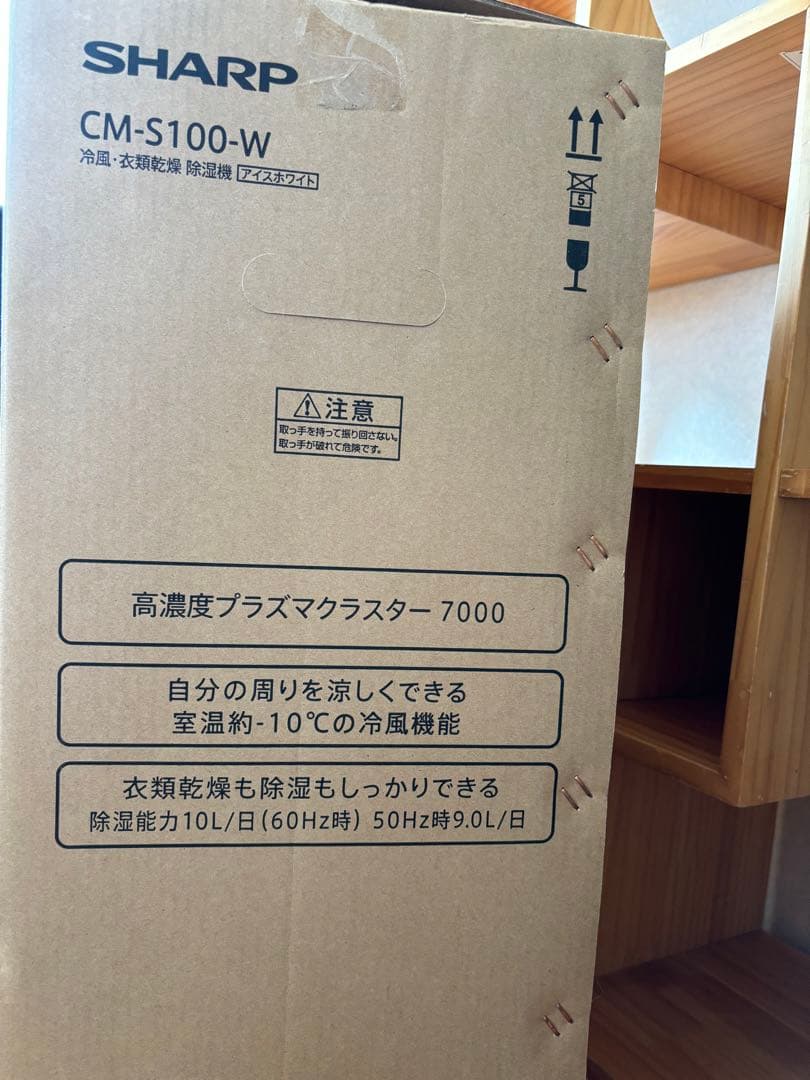 SHARP
CM-S100-W
冷風・衣類乾燥 除湿機 アイスホワイト
5
注意
取っ手を持って振り回さない。
取っ手が破れて危険です。
高濃度プラズマクラスター 7000
自分の周りを涼しくできる
室温約-10℃の冷風機能
衣類乾燥も除湿もしっかりできる
除湿能力10L/日(60Hz時) 50Hz時9.0L/日